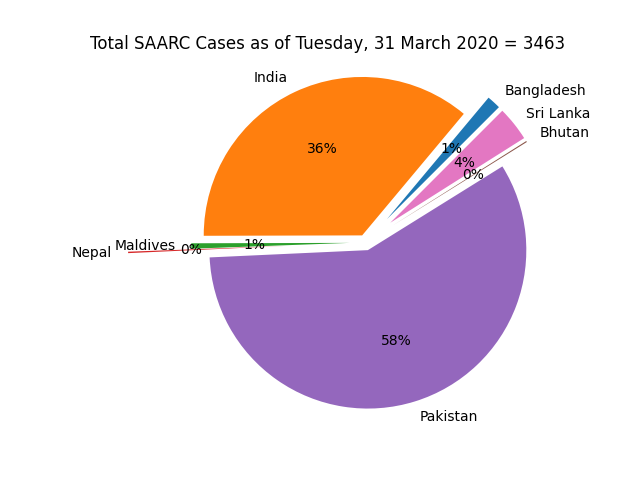 Total SAARC Cases as of Tuesday, 31 March 2020 = 3463
India
Bangladesh
Sri Lanka
Bhutan
36%
1%
4%
0%
Maldives
Nepal
0%
1%
58%
Pakistan